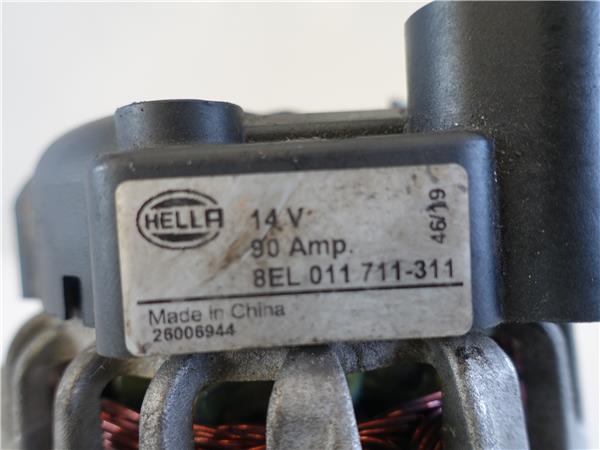 HELLA
14 V
90 Amp.
8EL 011 711-311
46/19
Made in China
26006944